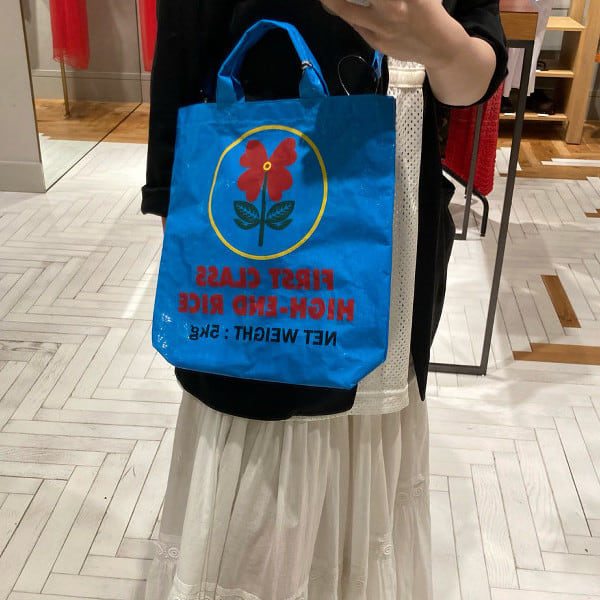 FIRST CLASS
HIGH-END RICE
NET WEIGHT : 5kg